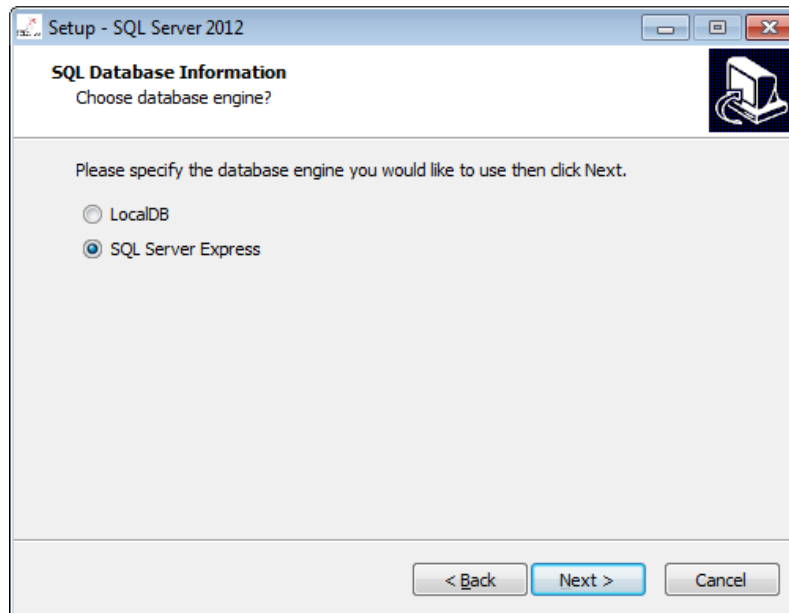 Setup - SQL Server 2012
SQL Database Information
Choose database engine?
Please specify the database engine you would like to use then click Next.
LocalDB
SQL Server Express
< Back
Next >
Cancel